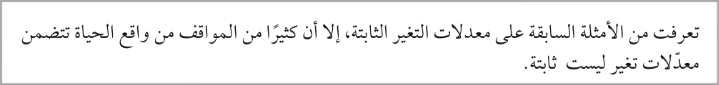 تعرفت من الأمثلة السابقة على معدلات التغير الثابتة، إلا أن كثيرًا من المواقف من واقع الحياة تتضمن
معدّلات تغير ليست ثابتة.